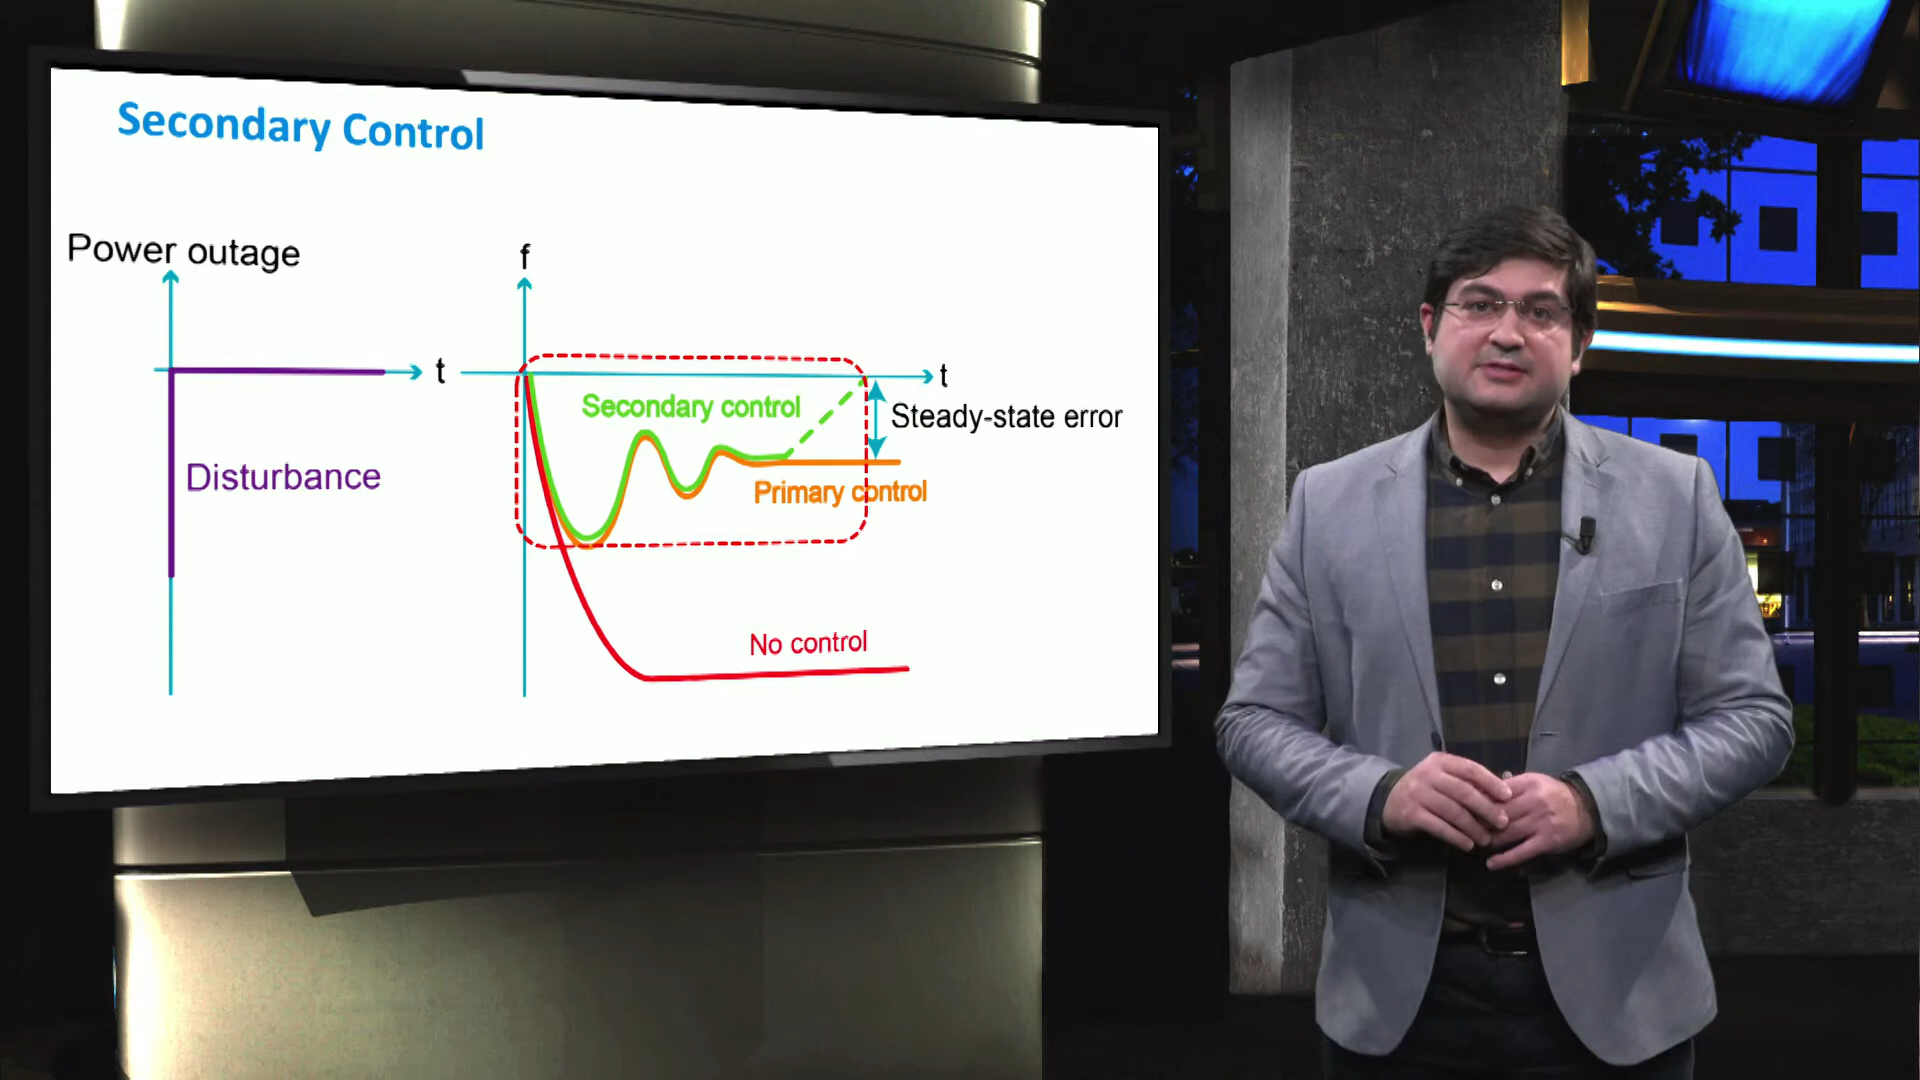 Secondary Control
Power outage
f
t
t
Secondary control
Steady-state error
Disturbance
Primary control
No control